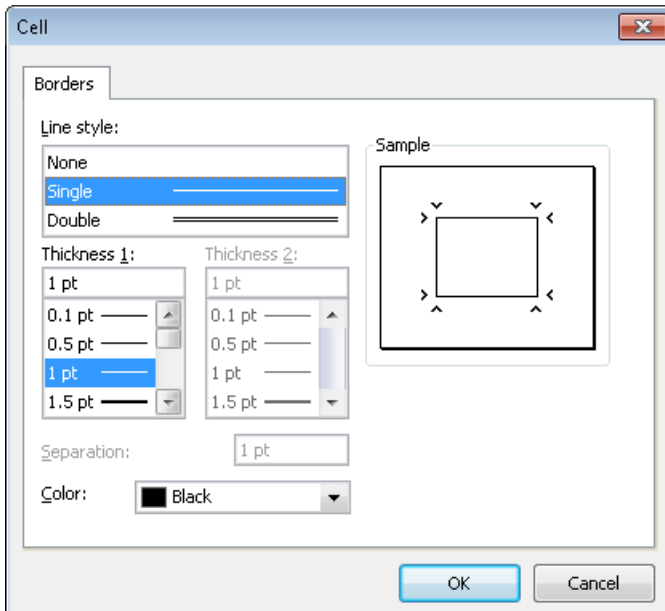 Cell
Borders
Line style:
None
Single
Double
Thickness 1:
1 pt
0.1 pt
0.5 pt
1 pt
1.5 pt
Thickness 2:
1 pt
0.1 pt
0.5 pt
1 pt
1.5 pt
Separation:
1 pt
Color:
Black
Sample
OK
Cancel